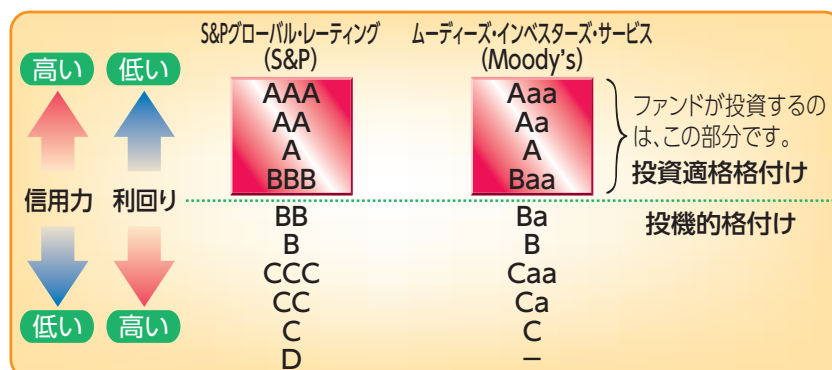 S&Pグローバル・レーティング
(S&P)
ムーディーズ・インベスターズ・サービス
(Moody's)
高い
低い
信用力
利回り
低い
高い
AAA
AA
A
BBB
BB
B
CCC
CC
C
D
Aaa
Aa
A
Baa
Ba
B
Caa
Ca
C
－
ファンドが投資するの
は、この部分です。
投資適格格付け
投機的格付け